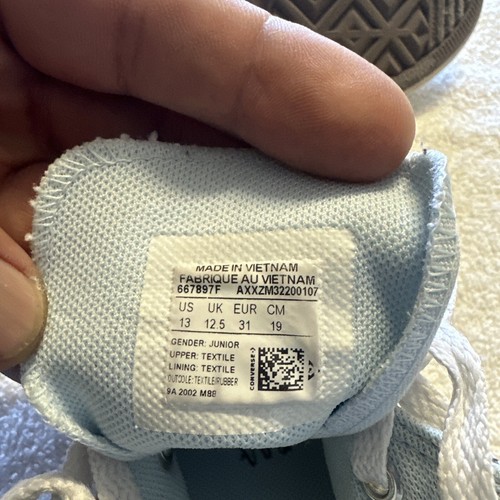 MADE IN VIETNAM
FABRIQUE AU VIETNAM
667897F AXXZM32200107
US UK EUR CM
13 12.5 31 19
GENDER: JUNIOR
UPPER: TEXTILE
LINING: TEXTILE
OUTSOLE: TEXTILE/RUBBER
9A 2002 M88
CONVERSE